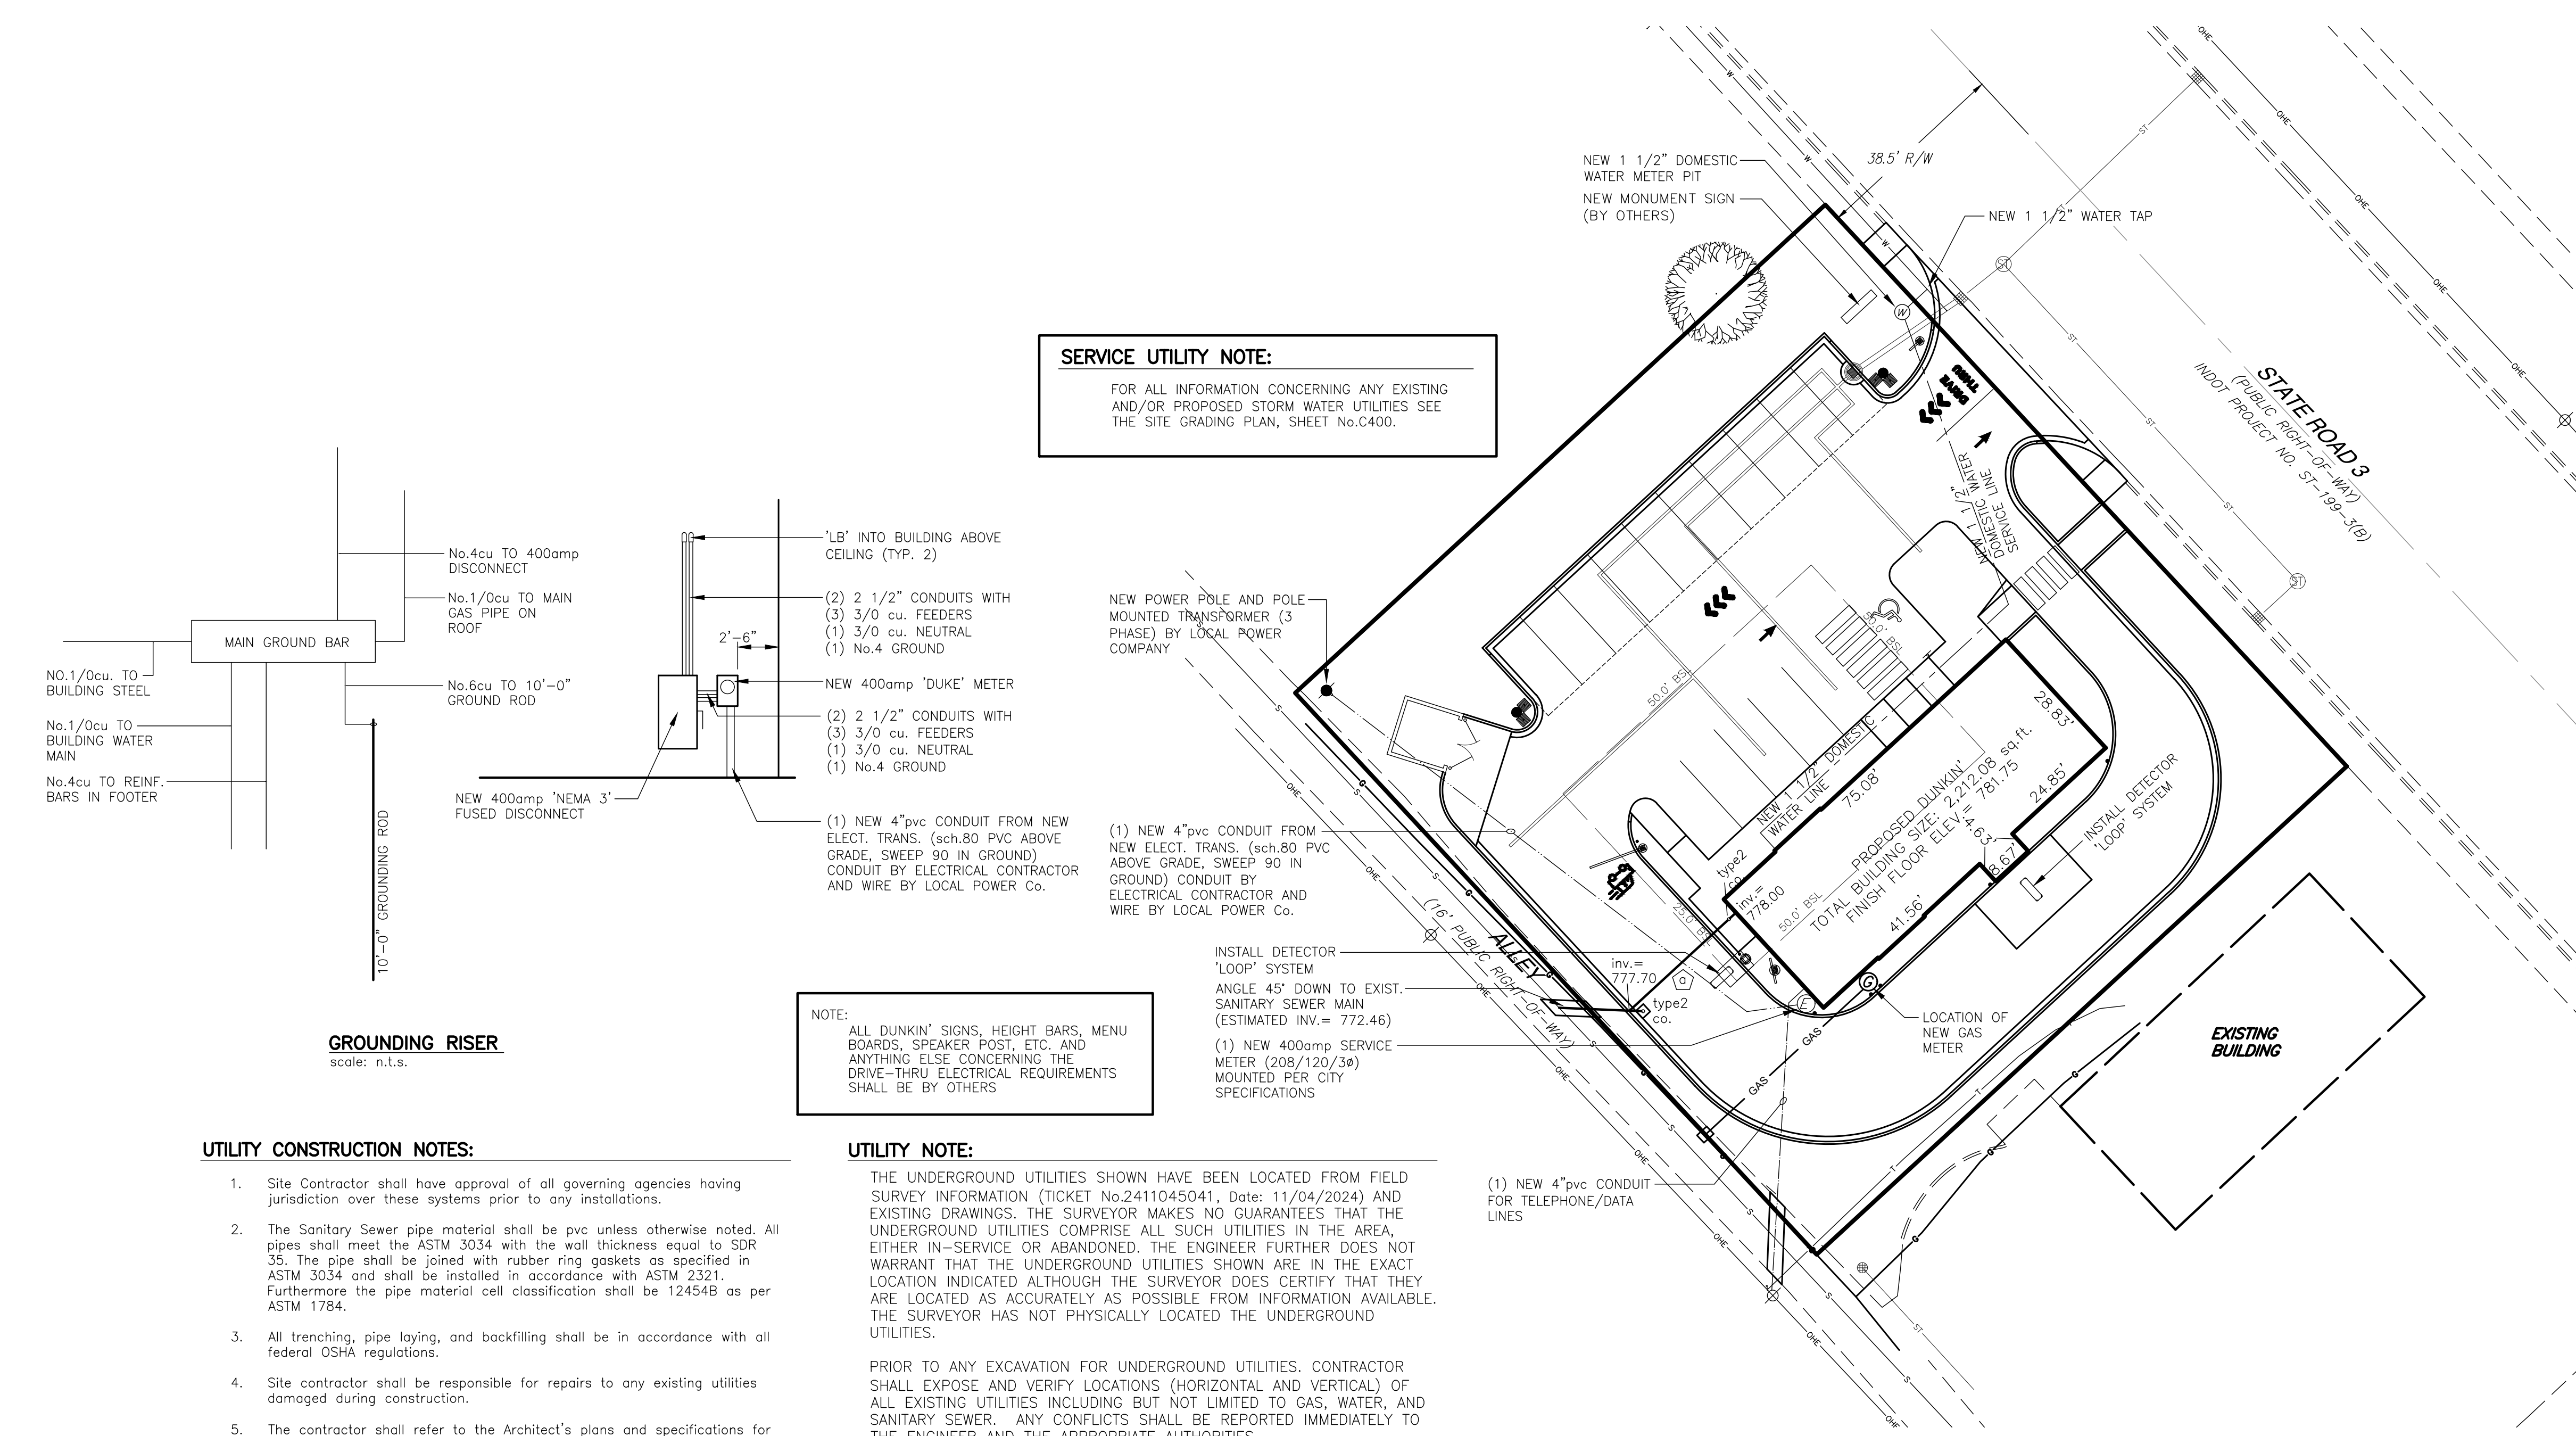 NEW 1 1/2" DOMESTIC
WATER METER PIT
NEW MONUMENT SIGN
(BY OTHERS)
38.5' R/W
NEW 1 1/2" WATER TAP
STATE ROAD 3
(PUBLIC RIGHT-OF-WAY)
INDOT PROJECT NO. ST-199-3(B)
SERVICE UTILITY NOTE:
FOR ALL INFORMATION CONCERNING ANY EXISTING
AND/OR PROPOSED STORM WATER UTILITIES SEE
THE SITE GRADING PLAN, SHEET No.C400.
No.4cu TO 400amp
DISCONNECT
No.1/0cu TO MAIN
GAS PIPE ON
ROOF
MAIN GROUND BAR
NO.1/0cu. TO
BUILDING STEEL
No.6cu TO 10'-0"
GROUND ROD
No.1/0cu TO
BUILDING WATER
MAIN
No.4cu TO REINF.
BARS IN FOOTER
10'-0" GROUNDING ROD
GROUNDING RISER
scale: n.t.s.
'LB' INTO BUILDING ABOVE
CEILING (TYP. 2)
(2) 2 1/2" CONDUITS WITH
(3) 3/0 cu. FEEDERS
(1) 3/0 cu. NEUTRAL
(1) No.4 GROUND
2'-6"
NEW 400amp 'DUKE' METER
(2) 2 1/2" CONDUITS WITH
(3) 3/0 cu. FEEDERS
(1) 3/0 cu. NEUTRAL
(1) No.4 GROUND
NEW 400amp 'NEMA 3'
FUSED DISCONNECT
(1) NEW 4"pvc CONDUIT FROM NEW
ELECT. TRANS. (sch.80 PVC ABOVE
GRADE, SWEEP 90 IN GROUND)
CONDUIT BY ELECTRICAL CONTRACTOR
AND WIRE BY LOCAL POWER Co.
NEW POWER POLE AND POLE
MOUNTED TRANSFORMER (3
PHASE) BY LOCAL POWER
COMPANY
(1) NEW 4"pvc CONDUIT FROM
NEW ELECT. TRANS. (sch.80 PVC
ABOVE GRADE, SWEEP 90 IN
GROUND) CONDUIT BY
ELECTRICAL CONTRACTOR AND
WIRE BY LOCAL POWER Co.
INSTALL DETECTOR
'LOOP' SYSTEM
ANGLE 45° DOWN TO EXIST.
SANITARY SEWER MAIN
(ESTIMATED INV.= 772.46)
(1) NEW 400amp SERVICE
METER (208/120/3ø)
MOUNTED PER CITY
SPECIFICATIONS
(1) NEW 4"pvc CONDUIT
FOR TELEPHONE/DATA
LINES
DRIVE
THRU
NEW 1 1/2"
DOMESTIC WATER
SERVICE LINE
50.0' BSL
50.0' BSL
50.0' BSL
25.0' BSL
NEW 1 1/2" DOMESTIC
WATER LINE
75.08'
28.83'
24.85'
4.63'
8.67'
41.56'
PROPOSED DUNKIN'
TOTAL BUILDING SIZE: 2,212.08 sq.ft.
FINISH FLOOR ELEV.= 781.75
type2
co.
inv.=
778.00
inv.=
777.70
a
type2
co.
W
E
G
GAS
GAS
INSTALL DETECTOR
'LOOP' SYSTEM
LOCATION OF
NEW GAS
METER
EXISTING
BUILDING
ALLEY
(16' PUBLIC RIGHT-OF-WAY)
NOTE:
ALL DUNKIN' SIGNS, HEIGHT BARS, MENU
BOARDS, SPEAKER POST, ETC. AND
ANYTHING ELSE CONCERNING THE
DRIVE-THRU ELECTRICAL REQUIREMENTS
SHALL BE BY OTHERS
UTILITY CONSTRUCTION NOTES:
1. Site Contractor shall have approval of all governing agencies having
jurisdiction over these systems prior to any installations.
2. The Sanitary Sewer pipe material shall be pvc unless otherwise noted. All
pipes shall meet the ASTM 3034 with the wall thickness equal to SDR
35. The pipe shall be joined with rubber ring gaskets as specified in
ASTM 3034 and shall be installed in accordance with ASTM 2321.
Furthermore the pipe material cell classification shall be 12454B as per
ASTM 1784.
3. All trenching, pipe laying, and backfilling shall be in accordance with all
federal OSHA regulations.
4. Site contractor shall be responsible for repairs to any existing utilities
damaged during construction.
5. The contractor shall refer to the Architect's plans and specifications for
UTILITY NOTE:
THE UNDERGROUND UTILITIES SHOWN HAVE BEEN LOCATED FROM FIELD
SURVEY INFORMATION (TICKET No.2411045041, Date: 11/04/2024) AND
EXISTING DRAWINGS. THE SURVEYOR MAKES NO GUARANTEES THAT THE
UNDERGROUND UTILITIES COMPRISE ALL SUCH UTILITIES IN THE AREA,
EITHER IN-SERVICE OR ABANDONED. THE ENGINEER FURTHER DOES NOT
WARRANT THAT THE UNDERGROUND UTILITIES SHOWN ARE IN THE EXACT
LOCATION INDICATED ALTHOUGH THE SURVEYOR DOES CERTIFY THAT THEY
ARE LOCATED AS ACCURATELY AS POSSIBLE FROM INFORMATION AVAILABLE.
THE SURVEYOR HAS NOT PHYSICALLY LOCATED THE UNDERGROUND
UTILITIES.
PRIOR TO ANY EXCAVATION FOR UNDERGROUND UTILITIES. CONTRACTOR
SHALL EXPOSE AND VERIFY LOCATIONS (HORIZONTAL AND VERTICAL) OF
ALL EXISTING UTILITIES INCLUDING BUT NOT LIMITED TO GAS, WATER, AND
SANITARY SEWER. ANY CONFLICTS SHALL BE REPORTED IMMEDIATELY TO
THE ENGINEER AND THE APPROPRIATE AUTHORITIES.